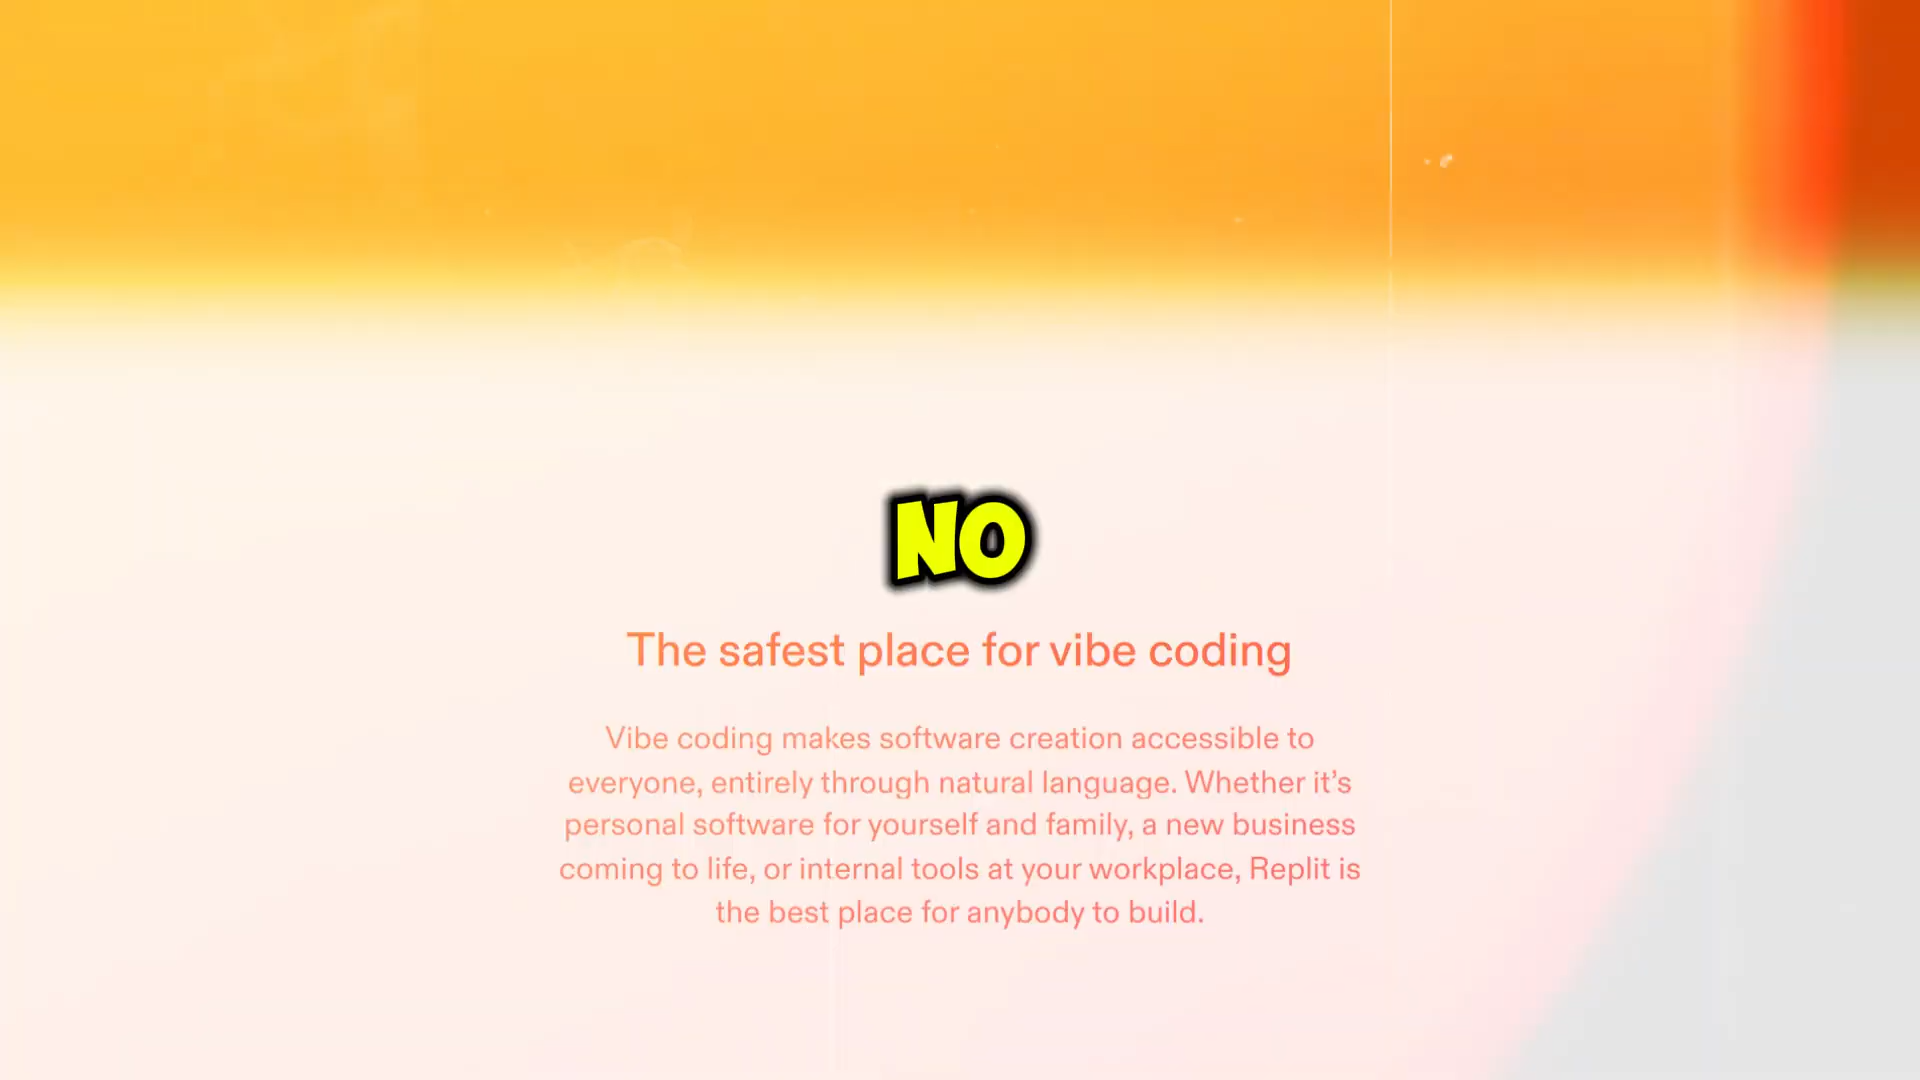 NO
The safest place for vibe coding
Vibe coding makes software creation accessible to
everyone, entirely through natural language. Whether it’s
personal software for yourself and family, a new business
coming to life, or internal tools at your workplace, Replit is
the best place for anybody to build.